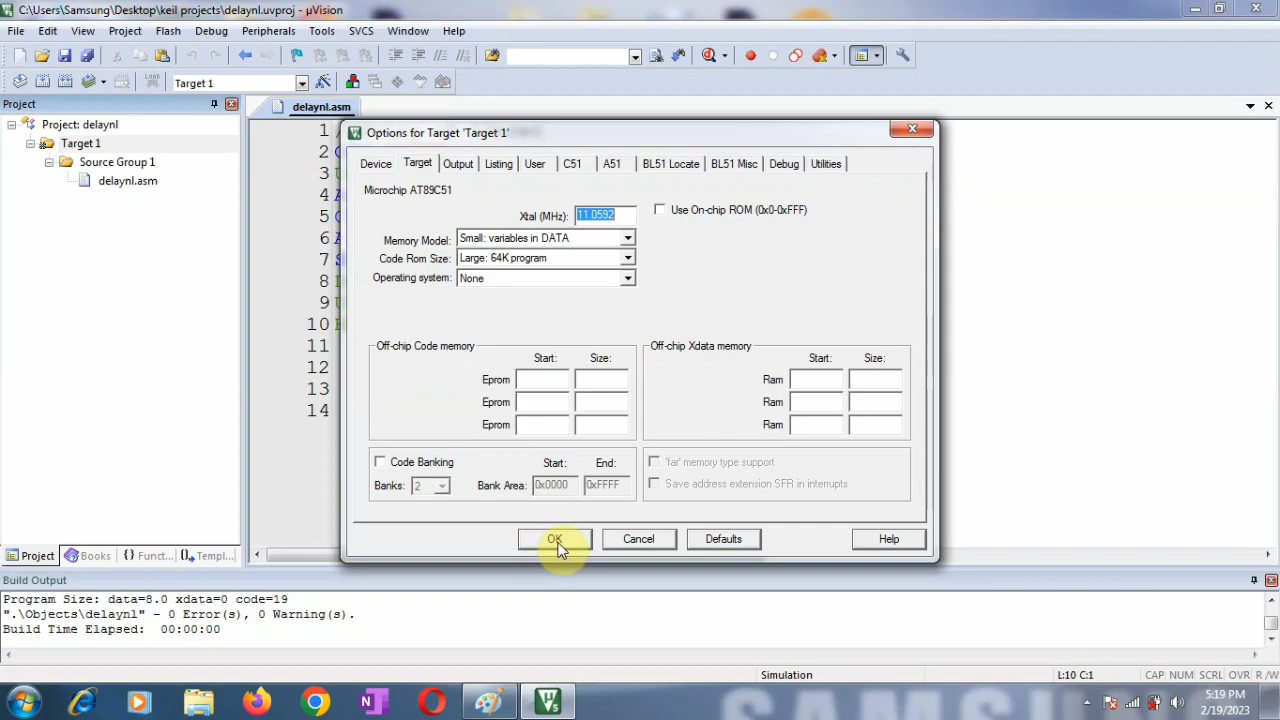 C:\Users\Samsung\Desktop\keil projects\delaynl.uvproj - µVision
File Edit View Project Flash Debug Peripherals Tools SVCS Window Help
LOAD Target 1
Project
delaynl.asm
Project: delaynl
Target 1
Source Group 1
delaynl.asm
1
2
3
4
5
6
7
8
9
10
11
12
13
14
Options for Target 'Target 1'
Device Target Output Listing User C51 A51 BL51 Locate BL51 Misc Debug Utilities
Microchip AT89C51
Xtal (MHz): 11.0592
Use On-chip ROM (0x0-0xFFF)
Memory Model: Small: variables in DATA
Code Rom Size: Large: 64K program
Operating system: None
Off-chip Code memory
Start: Size:
Eprom
Eprom
Eprom
Off-chip Xdata memory
Start: Size:
Ram
Ram
Ram
Code Banking Start: End:
Banks: 2 Bank Area: 0x0000 0xFFFF
'far' memory type support
Save address extension SFR in interrupts
OK Cancel Defaults Help
Project Books {} Funct... Templ...
Build Output
Program Size: data=8.0 xdata=0 code=19
".\Objects\delaynl" - 0 Error(s), 0 Warning(s).
Build Time Elapsed: 00:00:00
Simulation L:10 C:1 CAP NUM SCRL OVR R/W
5:19 PM
2/19/2023